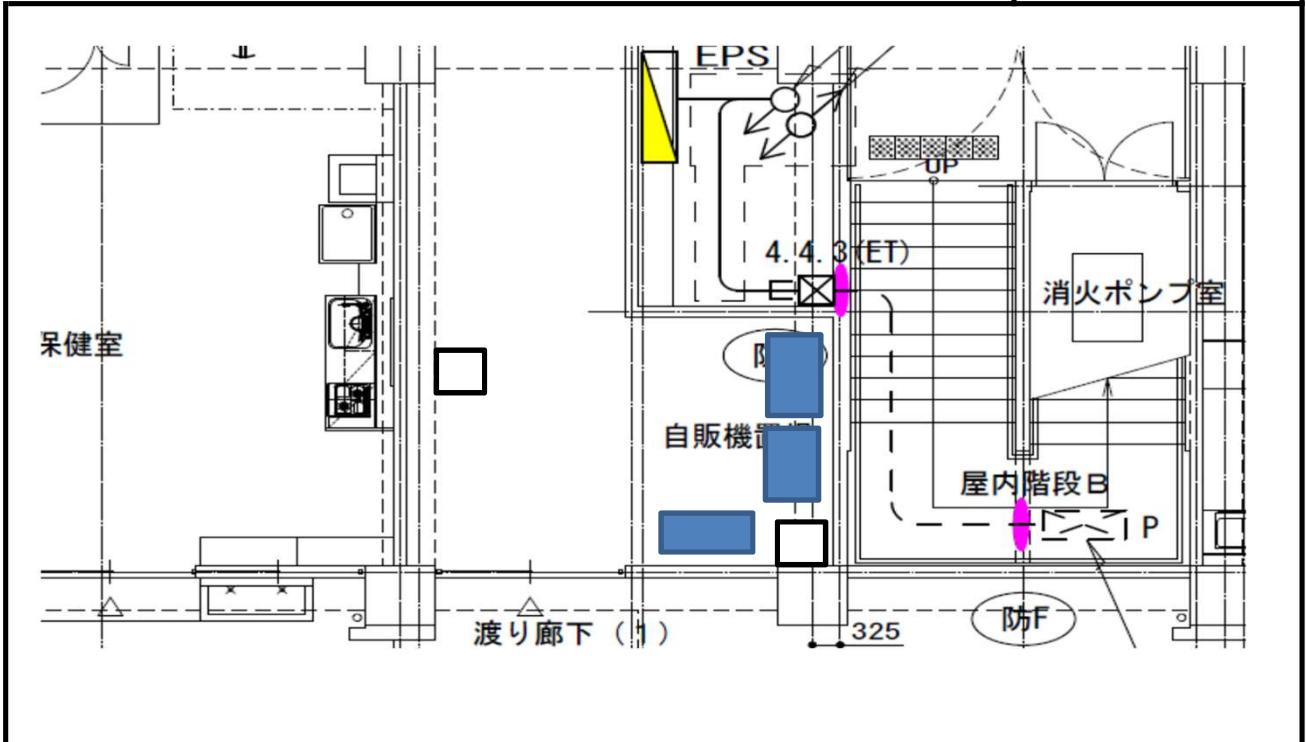 EPS
UP
4.4.3(ET)
消火ポンプ室
保健室
自販機置
屋内階段B
P
防F
渡り廊下（1）
325